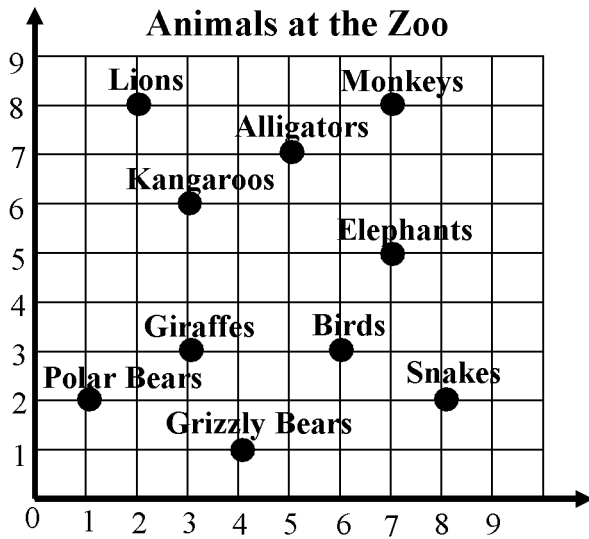 Animals at the Zoo
9
Lions
Monkeys
8
Alligators
7
Kangaroos
6
Elephants
5
4
Giraffes
Birds
3
Polar Bears
Snakes
2
Grizzly Bears
1
0 1 2 3 4 5 6 7 8 9